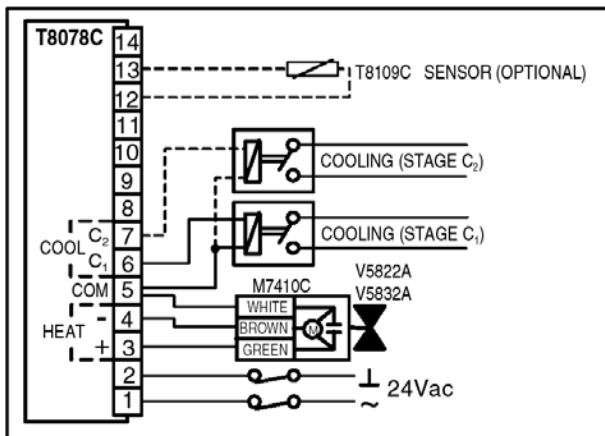 T8078C
14
13
T8109C SENSOR (OPTIONAL)
12
11
10
COOLING (STAGE C₂)
9
8
C₂
7
COOL
COOLING (STAGE C₁)
C₁
6
COM
5
M7410C
V5822A
V5832A
WHITE
HEAT
-
4
BROWN
M
+
3
GREEN
2
24Vac
1
~